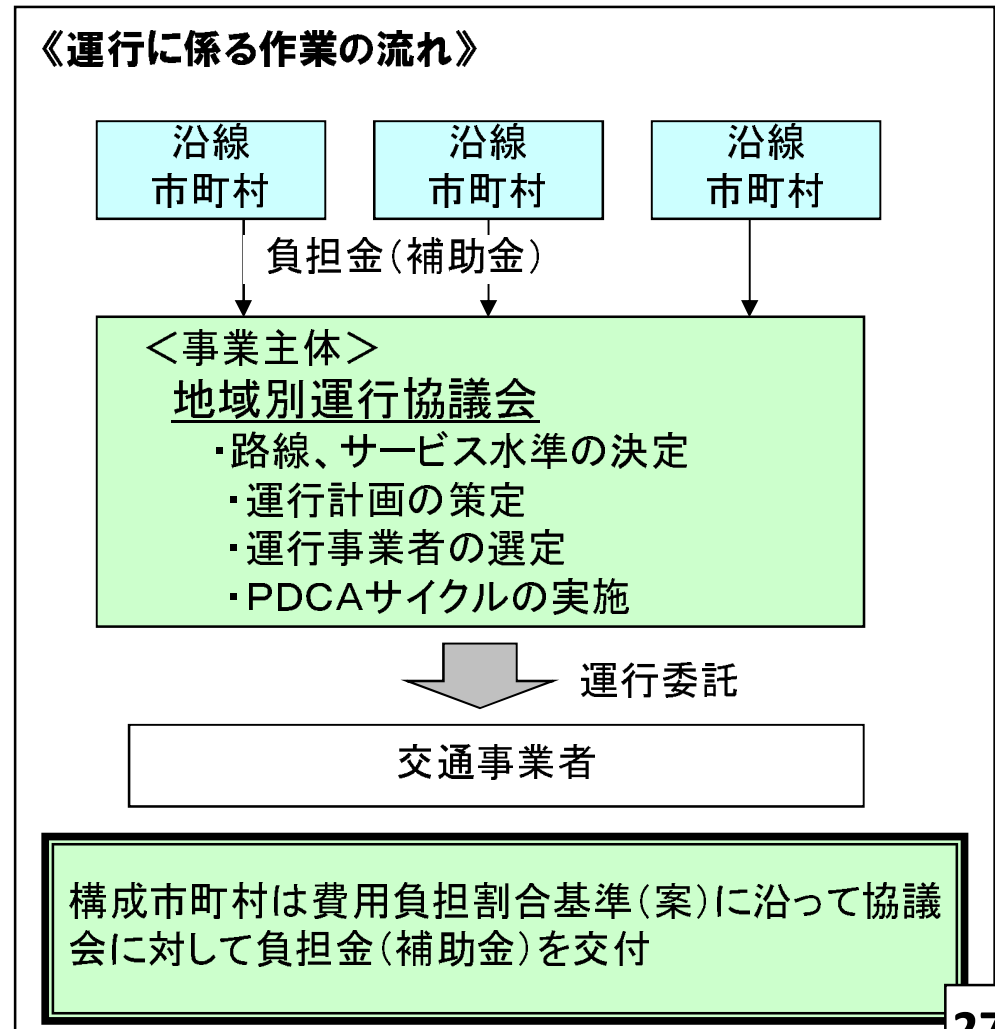 《運行に係る作業の流れ》
沿線
市町村
沿線
市町村
沿線
市町村
負担金(補助金)
＜事業主体＞
地域別運行協議会
・路線、サービス水準の決定
・運行計画の策定
・運行事業者の選定
・PDCAサイクルの実施
運行委託
交通事業者
構成市町村は費用負担割合基準(案)に沿って協議
会に対して負担金(補助金)を交付
27